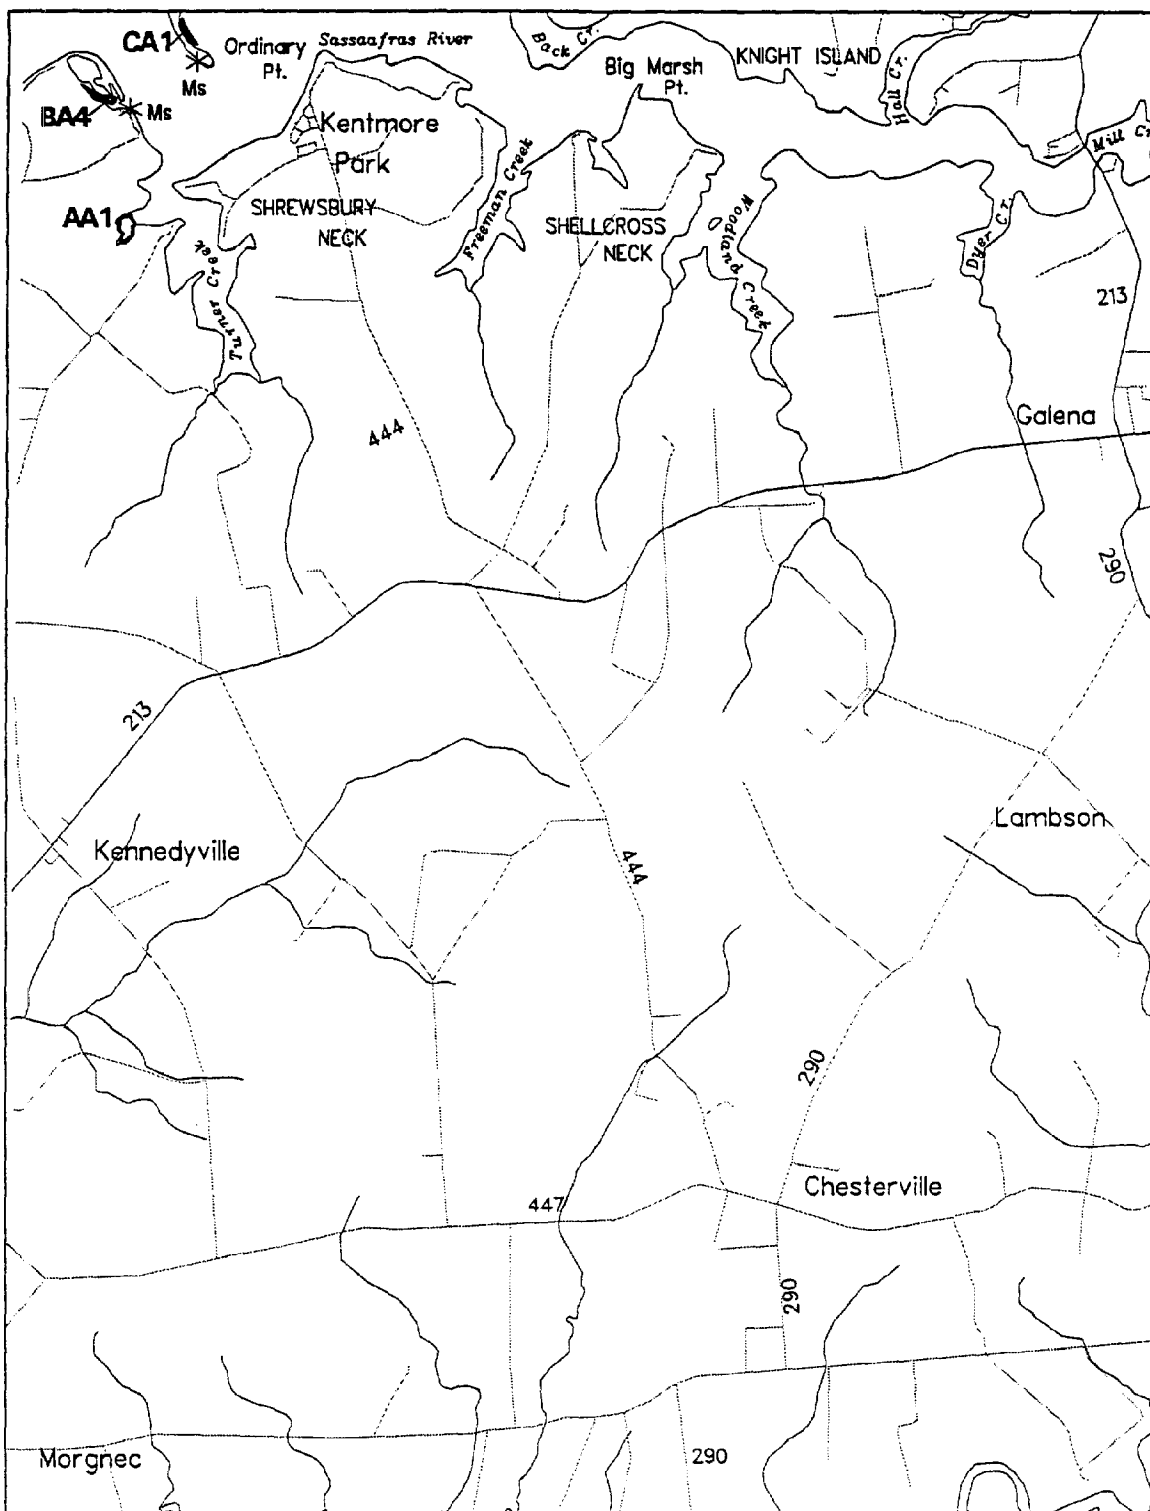 CA1
Ordinary
Pt.
Sassaafras River
Back Cr.
Big Marsh
Pt.
KNIGHT ISLAND
Hall Cr.
Ms
BA4
Ms
Kentmore
Park
Mill Cr
AA1
SHREWSBURY
NECK
Freeman Creek
SHELLCROSS
NECK
Woodland Creek
Dyer Cr.
Turner Creek
213
444
Galena
290
213
Kennedyville
444
Lambson
290
447
Chesterville
290
Morgnec
290